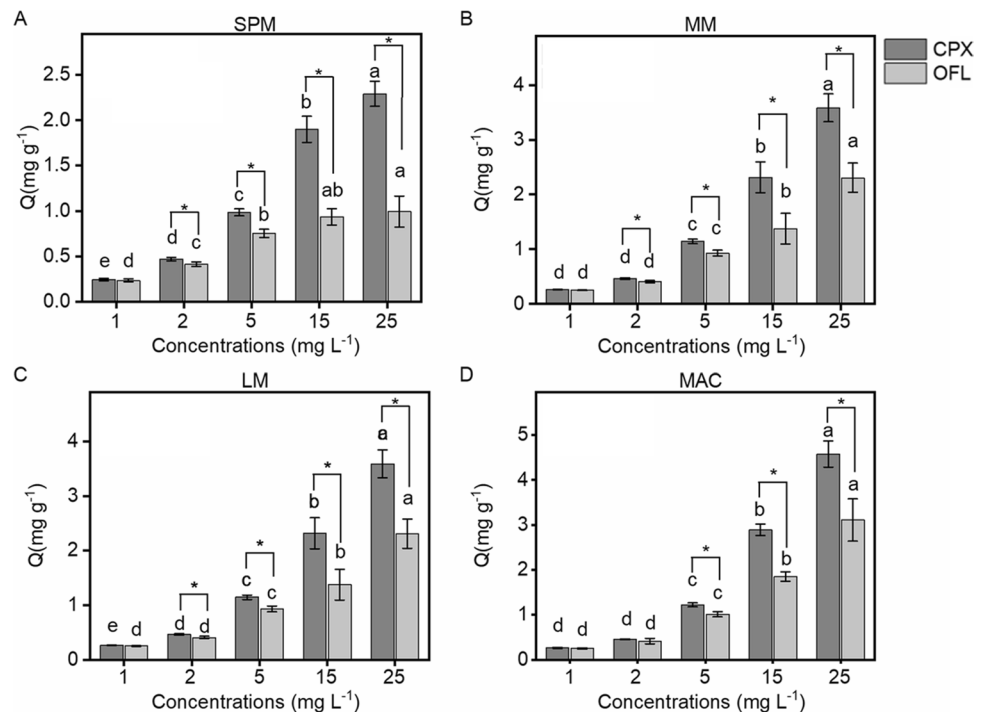 A
SPM
Q(mg g-1)
2.5
2.0
1.5
1.0
0.5
0.0
e d
* d c
* c b
* b ab
* a a
1 2 5 15 25
Concentrations (mg L-1)
B
MM
CPX
OFL
Q(mg g-1)
4
3
2
1
0
d d
* d d
* c c
* b b
* a a
1 2 5 15 25
Concentrations (mg L-1)
C
LM
Q(mg g-1)
4
3
2
1
0
e d
* d d
* c c
* b b
* a
1 2 5 15 25
Concentrations (mg L-1)
D
MAC
Q(mg g-1)
5
4
3
2
1
0
d d
d d
* c c
* b b
* a a
1 2 5 15 25
Concentrations (mg L-1)